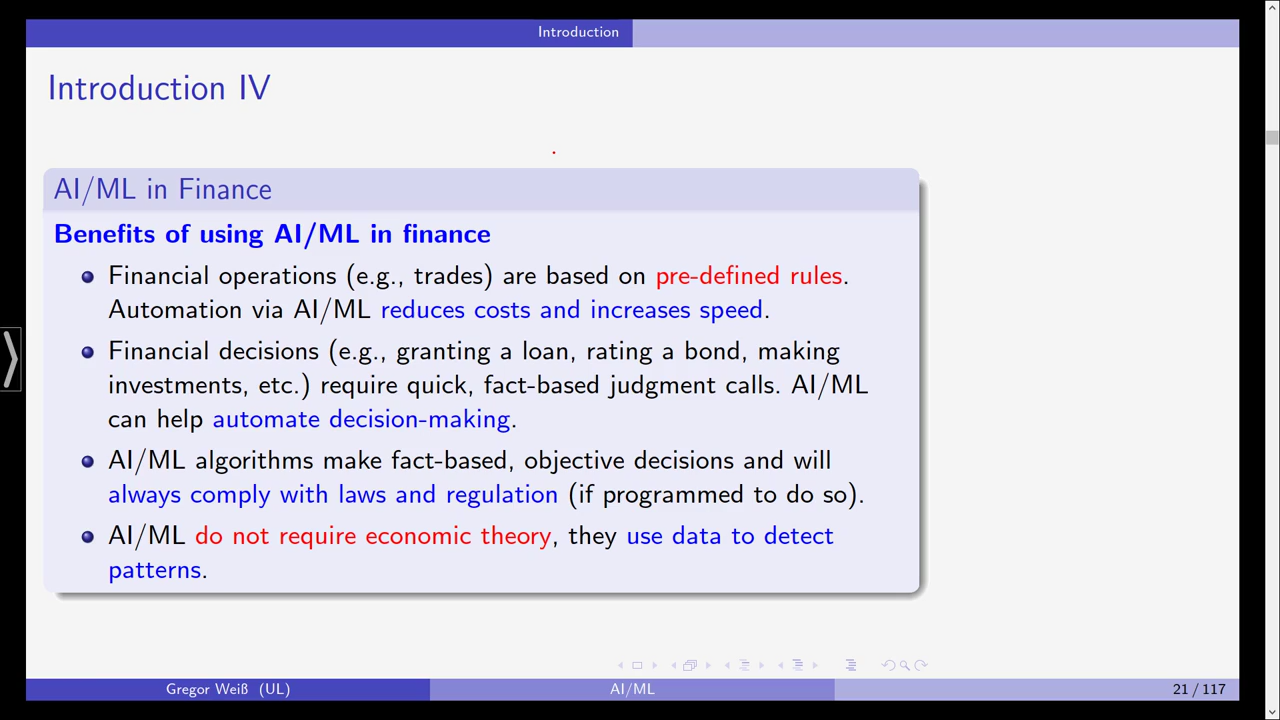 Introduction
Introduction IV
AI/ML in Finance
Benefits of using AI/ML in finance
Financial operations (e.g., trades) are based on pre-defined rules.
Automation via AI/ML reduces costs and increases speed.
Financial decisions (e.g., granting a loan, rating a bond, making
investments, etc.) require quick, fact-based judgment calls. AI/ML
can help automate decision-making.
AI/ML algorithms make fact-based, objective decisions and will
always comply with laws and regulation (if programmed to do so).
AI/ML do not require economic theory, they use data to detect
patterns.
Gregor Weiß (UL)
AI/ML
21 / 117